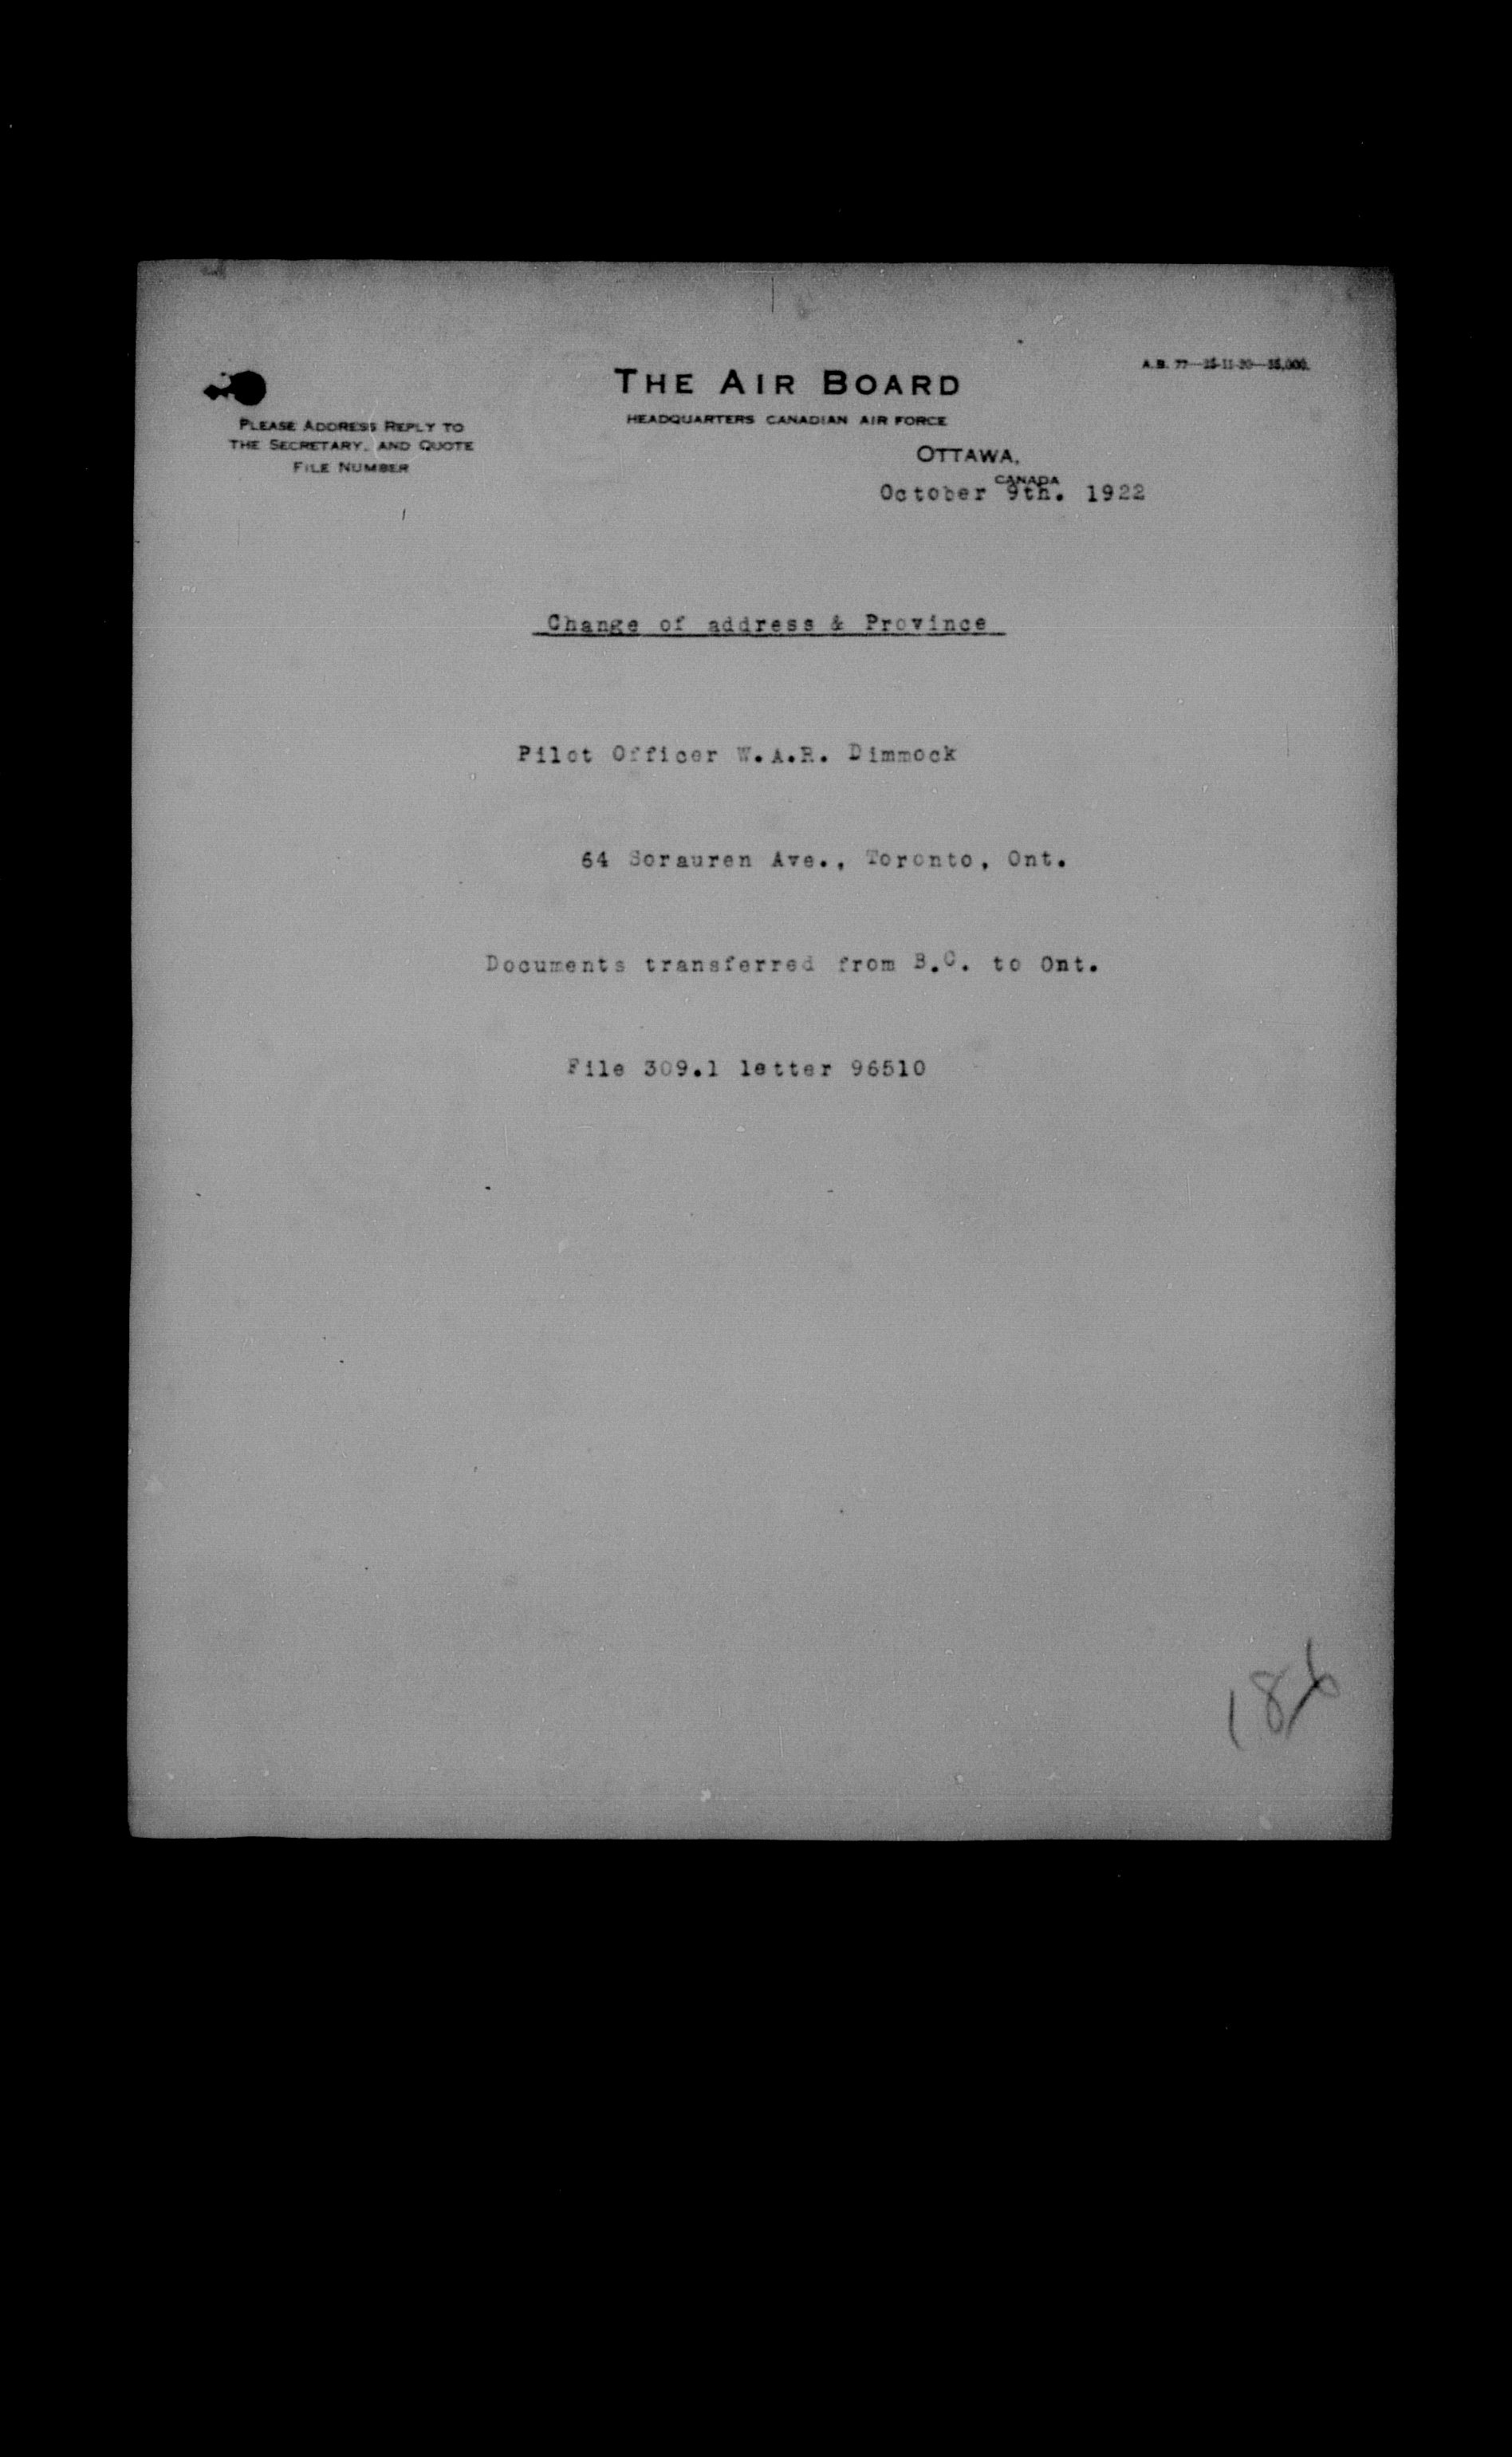 A.B. 77—25-11-20—35,000.
THE AIR BOARD
HEADQUARTERS CANADIAN AIR FORCE
PLEASE ADDRESS REPLY TO
THE SECRETARY, AND QUOTE
FILE NUMBER
OTTAWA,
CANADA
October 9th. 1922
Change of address & Province
Pilot Officer W.A.R. Dimmock
64 Sorauren Ave., Toronto, Ont.
Documents transferred from B.C. to Ont.
File 309.1 letter 96510
186